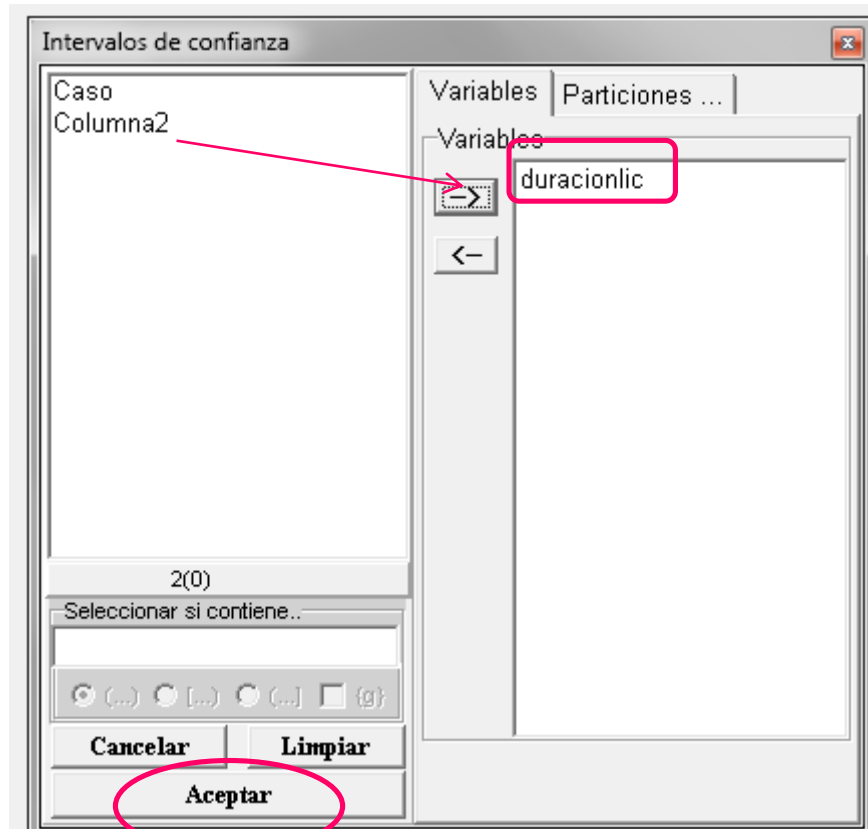 Intervalos de confianza
Caso
Columna2
2(0)
Seleccionar si contiene..
(...) [...) (...] {g}
Cancelar Limpiar
Aceptar
Variables Particiones ...
Variables
–>
duracionlic
<–